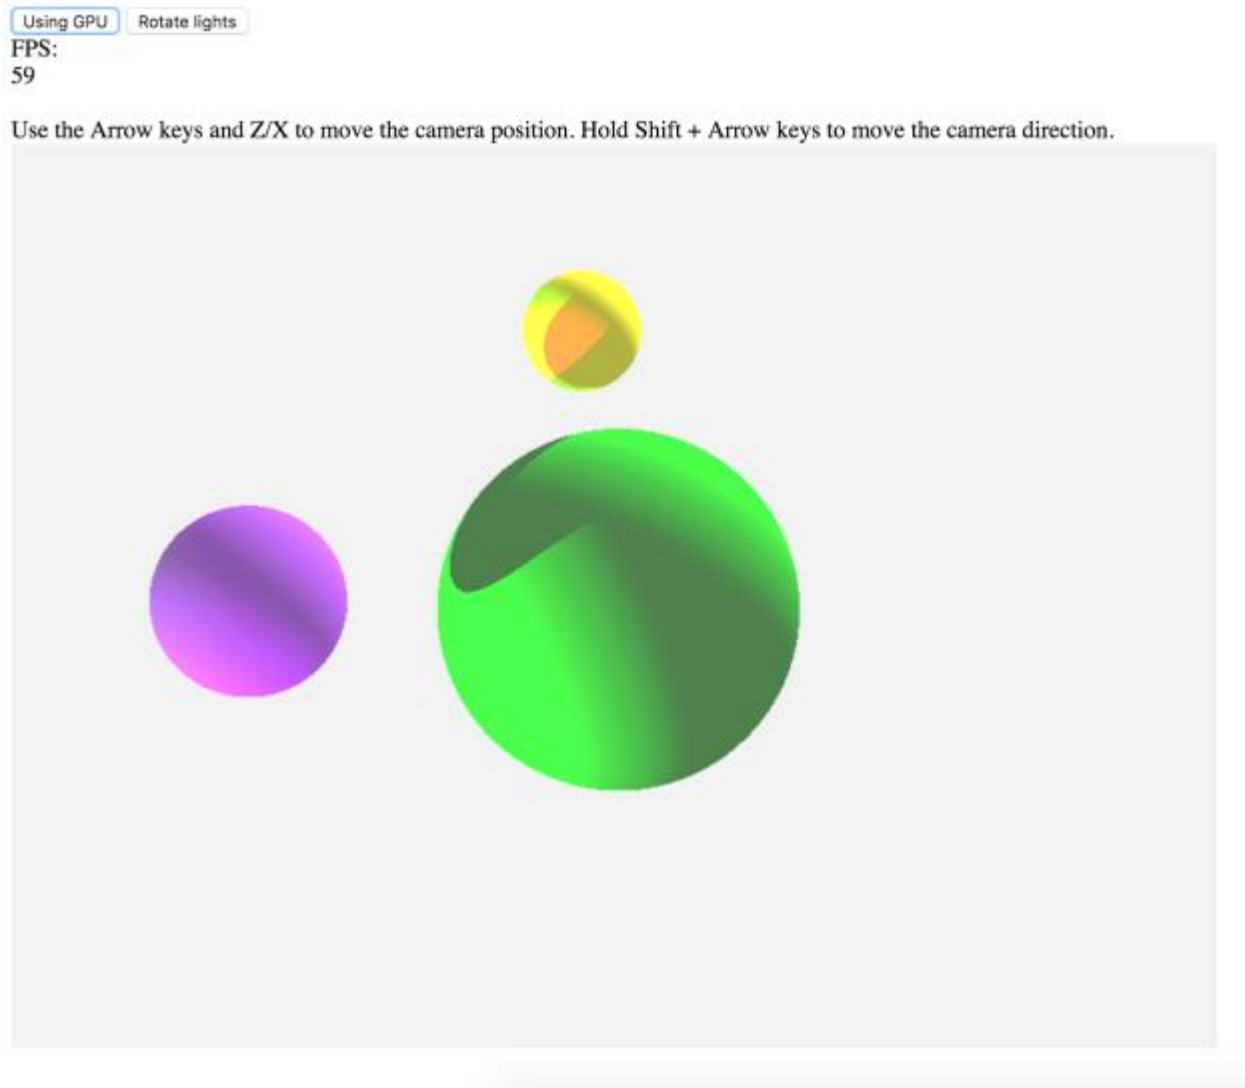 Using GPU Rotate lights
FPS:
59
Use the Arrow keys and Z/X to move the camera position. Hold Shift + Arrow keys to move the camera direction.